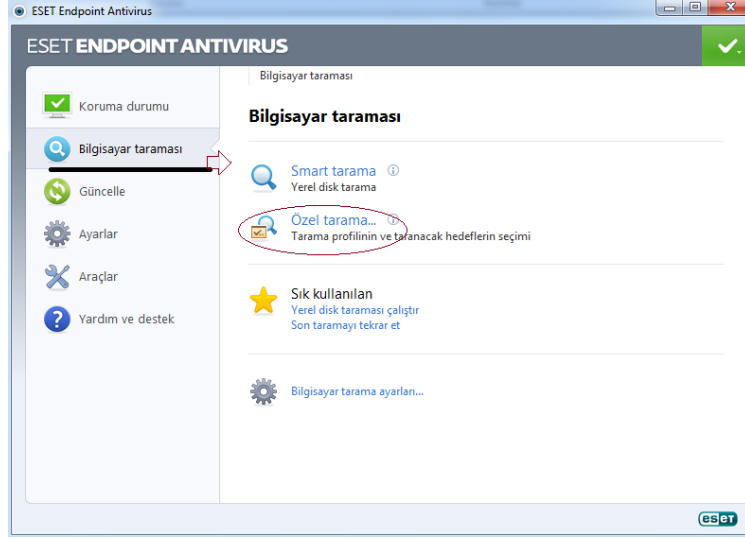 ESET Endpoint Antivirus
ESET ENDPOINT ANTIVIRUS
Bilgisayar taraması
Koruma durumu
Bilgisayar taraması
Güncelle
Ayarlar
Araçlar
Yardım ve destek
Bilgisayar taraması
Smart tarama
Yerel disk tarama
Özel tarama...
Tarama profilinin ve taranacak hedeflerin seçimi
Sık kullanılan
Yerel disk taraması çalıştır
Son taramayı tekrar et
Bilgisayar tarama ayarları...
eset